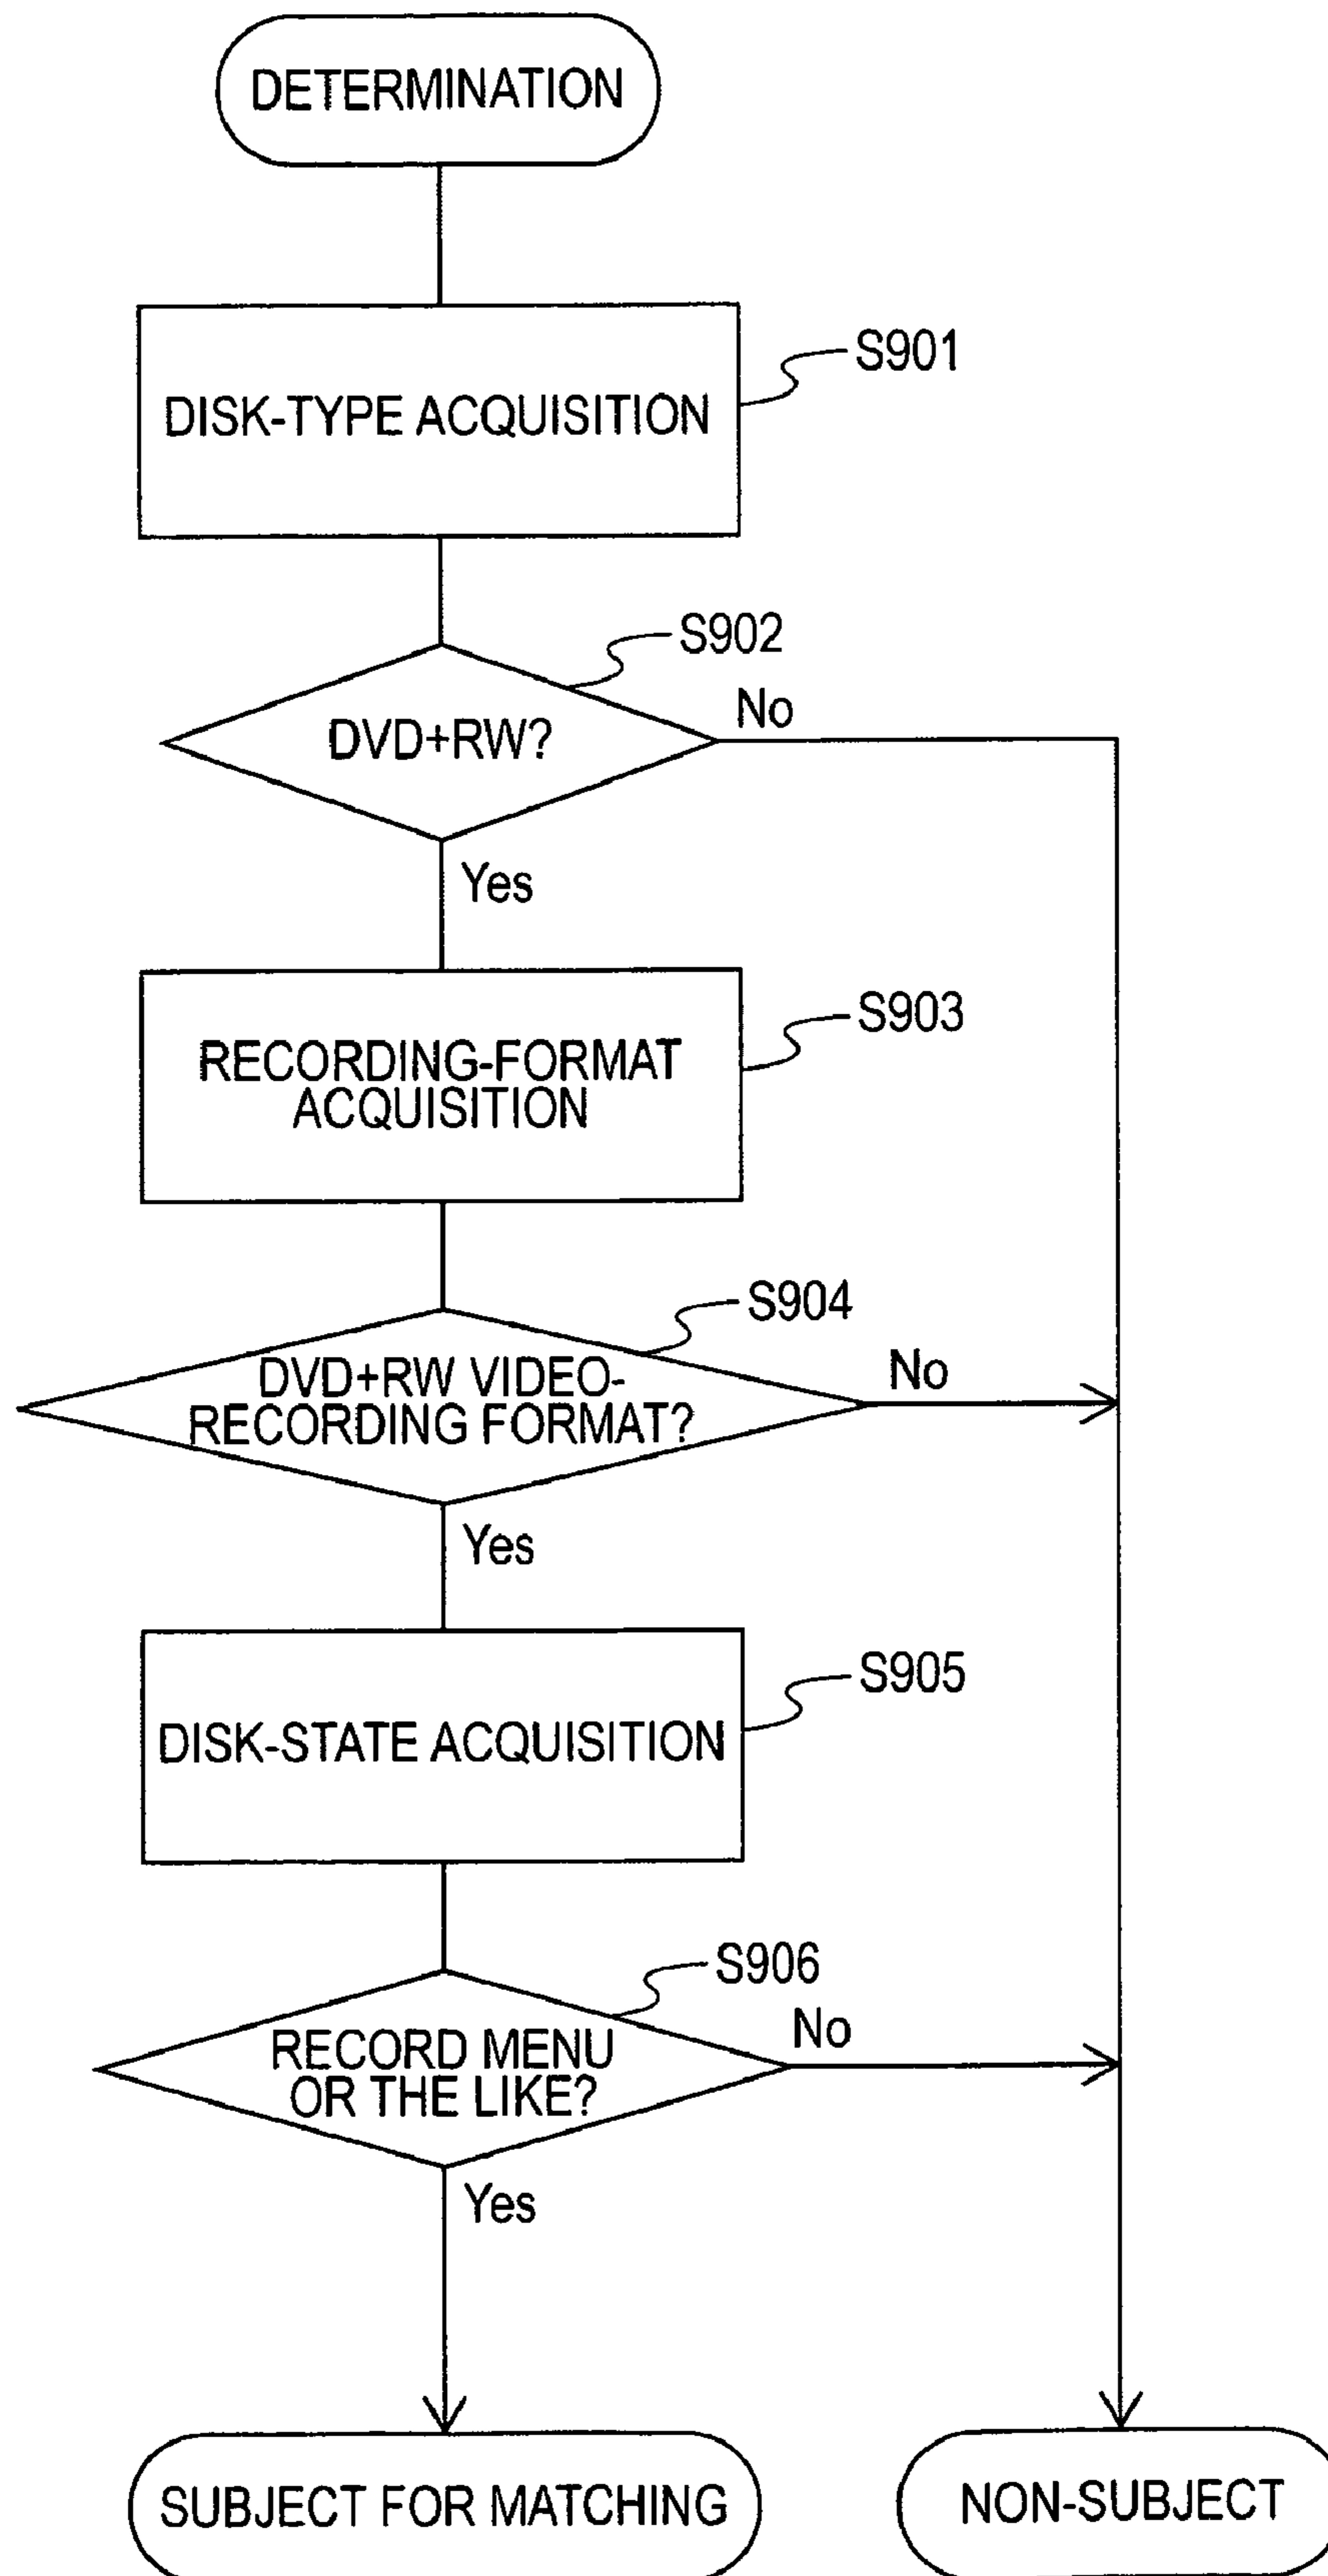 DETERMINATION
S901
DISK-TYPE ACQUISITION
S902
DVD+RW?
No
Yes
S903
RECORDING-FORMAT
ACQUISITION
S904
DVD+RW VIDEO-
RECORDING FORMAT?
No
Yes
S905
DISK-STATE ACQUISITION
S906
RECORD MENU
OR THE LIKE?
No
Yes
SUBJECT FOR MATCHING
NON-SUBJECT